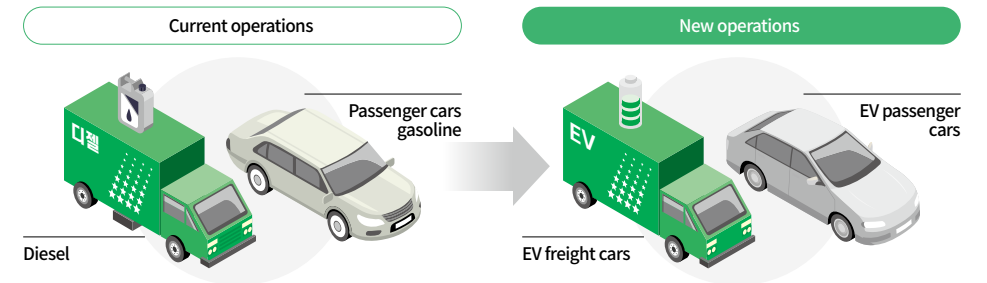 Current operations
New operations
디젤
Passenger cars
gasoline
Diesel
EV
EV passenger
cars
EV freight cars